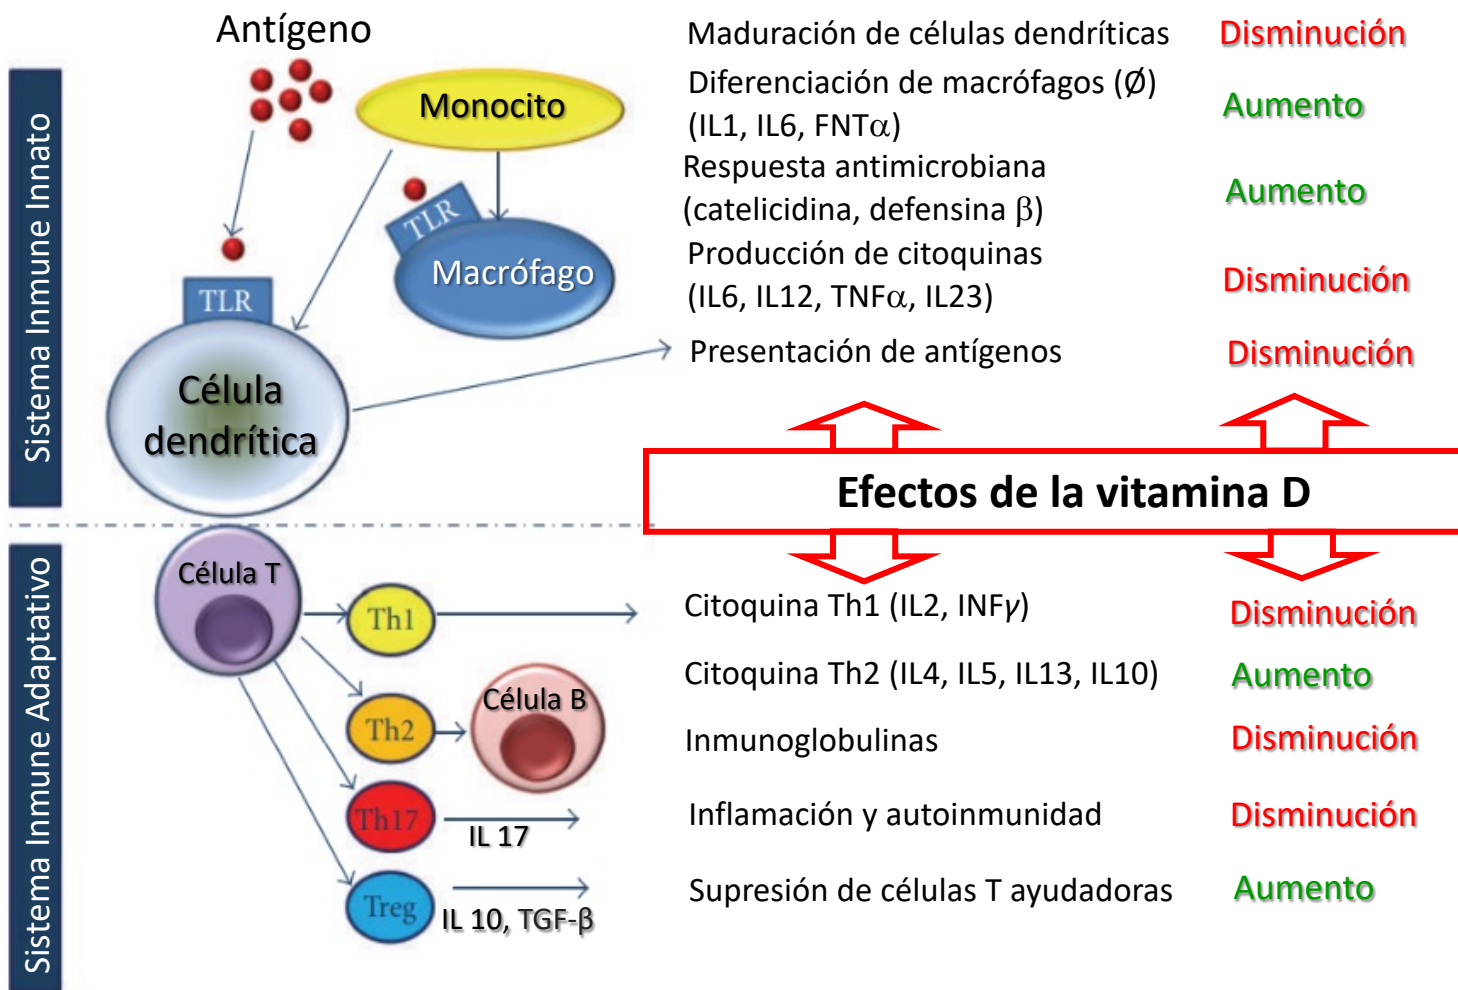 Sistema Inmune Innato
Antígeno
Monocito
TLR
Macrófago
TLR
Célula
dendrítica
Maduración de células dendríticas Disminución
Diferenciación de macrófagos (Ø)
(IL1, IL6, FNTα) Aumento
Respuesta antimicrobiana
(catelicidina, defensina β) Aumento
Producción de citoquinas
(IL6, IL12, TNFα, IL23) Disminución
Presentación de antígenos Disminución
Efectos de la vitamina D
Sistema Inmune Adaptativo
Célula T
Th1
Th2
Célula B
Th17
IL 17
Treg
IL 10, TGF-β
Citoquina Th1 (IL2, INFγ) Disminución
Citoquina Th2 (IL4, IL5, IL13, IL10) Aumento
Inmunoglobulinas Disminución
Inflamación y autoinmunidad Disminución
Supresión de células T ayudadoras Aumento